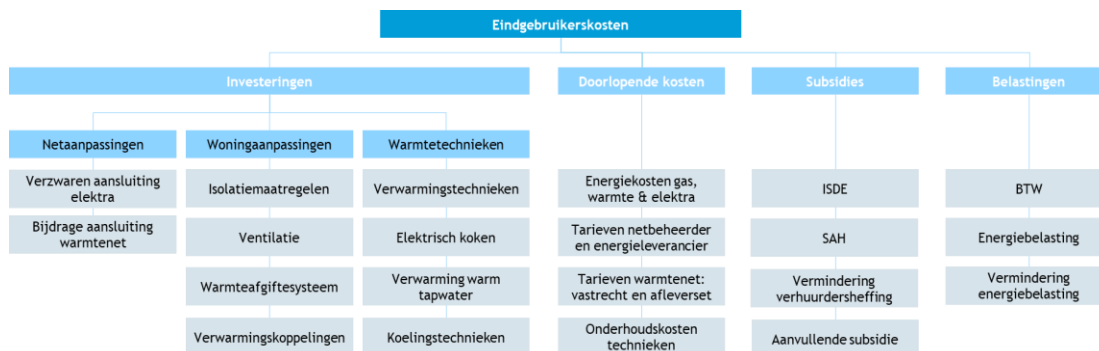 Eindgebruikerskosten
Investeringen
Doorlopende kosten
Subsidies
Belastingen
Netaanpassingen
Woningaanpassingen
Warmtetechnieken
Verzwaren aansluiting
elektra
Bijdrage aansluiting
warmtenet
Isolatiemaatregelen
Ventilatie
Warmteafgiftesysteem
Verwarmingskoppelingen
Verwarmingstechnieken
Elektrisch koken
Verwarming warm
tapwater
Koelingstechnieken
Energiekosten gas,
warmte & elektra
Tarieven netbeheerder
en energieleverancier
Tarieven warmtenet:
vastrecht en afleverset
Onderhoudskosten
technieken
ISDE
SAH
Vermindering
verhuurdersheffing
Aanvullende subsidie
BTW
Energiebelasting
Vermindering
energiebelasting